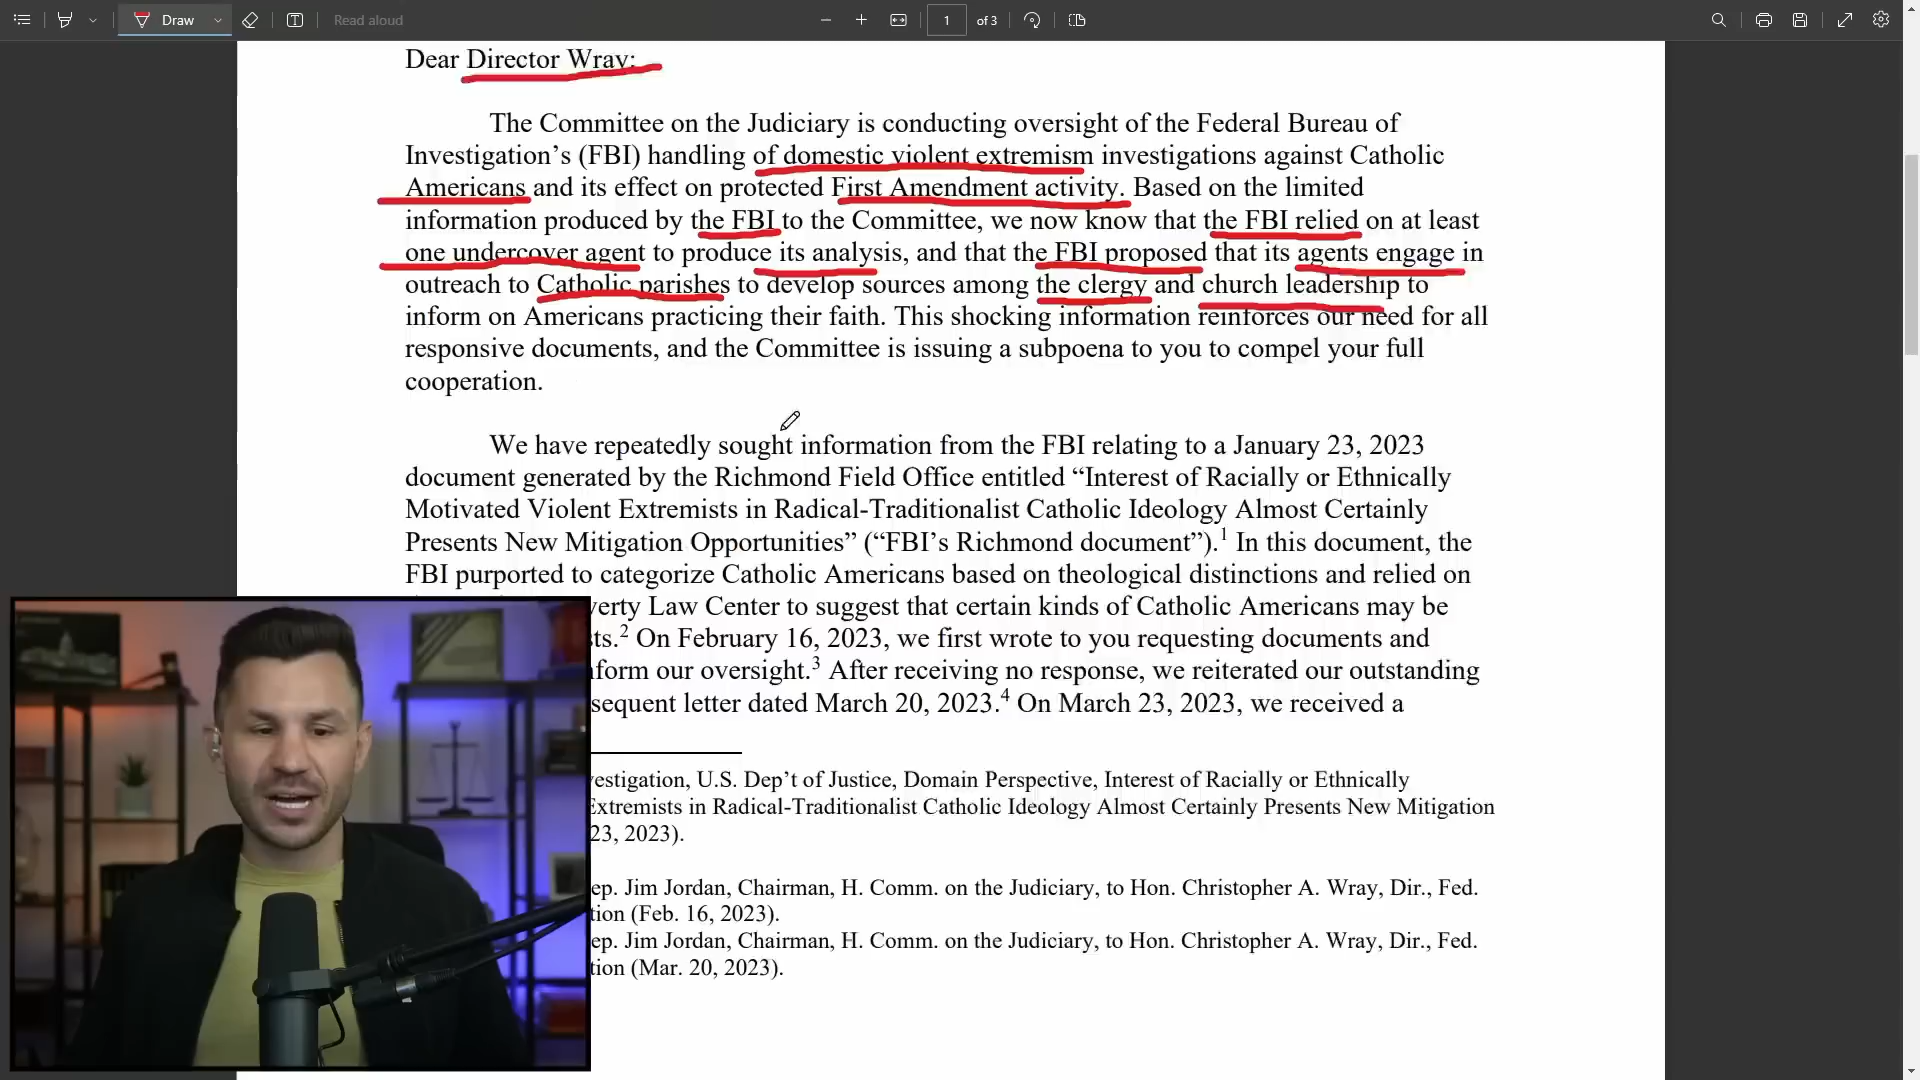 Draw
Read aloud
1
of 3
Dear Director Wray:
The Committee on the Judiciary is conducting oversight of the Federal Bureau of
Investigation’s (FBI) handling of domestic violent extremism investigations against Catholic
Americans and its effect on protected First Amendment activity. Based on the limited
information produced by the FBI to the Committee, we now know that the FBI relied on at least
one undercover agent to produce its analysis, and that the FBI proposed that its agents engage in
outreach to Catholic parishes to develop sources among the clergy and church leadership to
inform on Americans practicing their faith. This shocking information reinforces our need for all
responsive documents, and the Committee is issuing a subpoena to you to compel your full
cooperation.
We have repeatedly sought information from the FBI relating to a January 23, 2023
document generated by the Richmond Field Office entitled “Interest of Racially or Ethnically
Motivated Violent Extremists in Radical-Traditionalist Catholic Ideology Almost Certainly
Presents New Mitigation Opportunities” (“FBI’s Richmond document”).1 In this document, the
FBI purported to categorize Catholic Americans based on theological distinctions and relied on
verty Law Center to suggest that certain kinds of Catholic Americans may be
sts.2 On February 16, 2023, we first wrote to you requesting documents and
nform our oversight.3 After receiving no response, we reiterated our outstanding
sequent letter dated March 20, 2023.4 On March 23, 2023, we received a
vestigation, U.S. Dep’t of Justice, Domain Perspective, Interest of Racially or Ethnically
Extremists in Radical-Traditionalist Catholic Ideology Almost Certainly Presents New Mitigation
23, 2023).
ep. Jim Jordan, Chairman, H. Comm. on the Judiciary, to Hon. Christopher A. Wray, Dir., Fed.
tion (Feb. 16, 2023).
ep. Jim Jordan, Chairman, H. Comm. on the Judiciary, to Hon. Christopher A. Wray, Dir., Fed.
tion (Mar. 20, 2023).